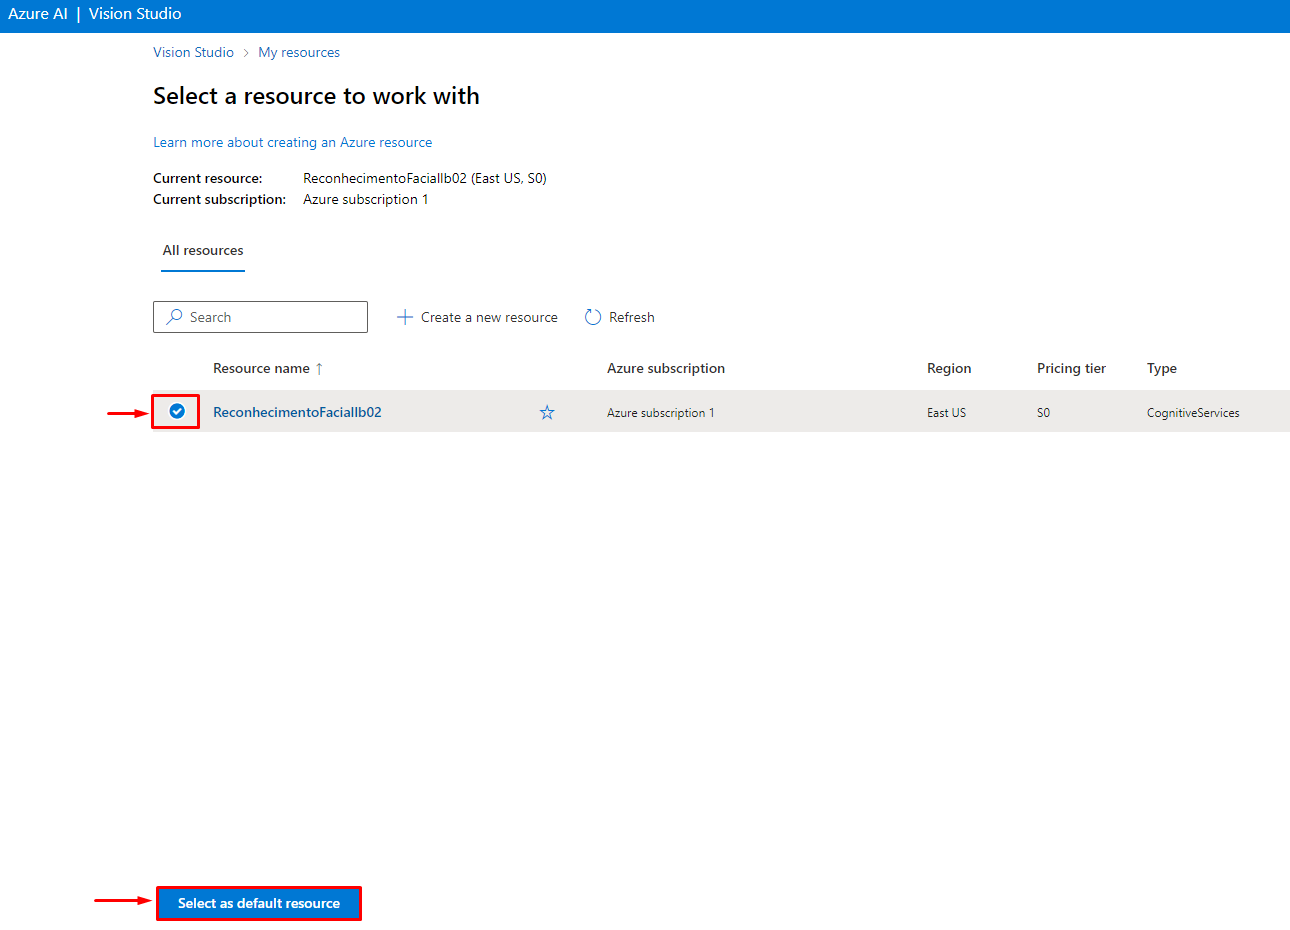 Azure AI | Vision Studio
Vision Studio > My resources
Select a resource to work with
Learn more about creating an Azure resource
Current resource: ReconhecimentoFaciallb02 (East US, S0)
Current subscription: Azure subscription 1
All resources
Search Create a new resource Refresh
Resource name ↑ Azure subscription Region Pricing tier Type
ReconhecimentoFaciallb02 Azure subscription 1 East US S0 CognitiveServices
Select as default resource